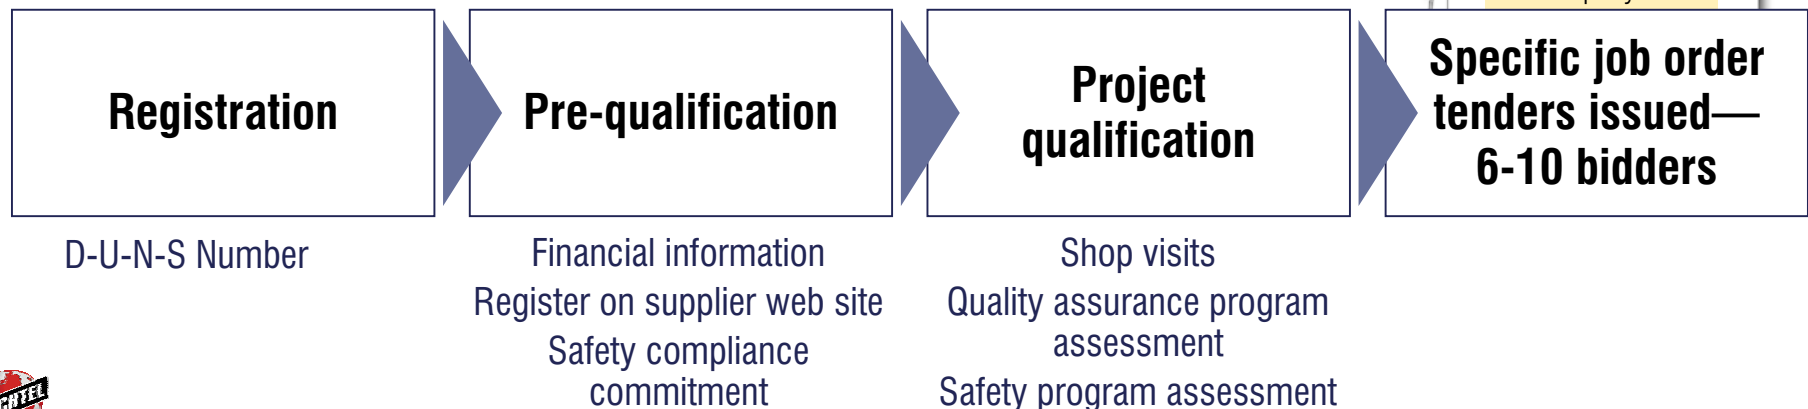 Registration
Pre-qualification
Project
qualification
Specific job order
tenders issued—
6-10 bidders
D-U-N-S Number
Financial information
Register on supplier web site
Safety compliance
commitment
Shop visits
Quality assurance program
assessment
Safety program assessment